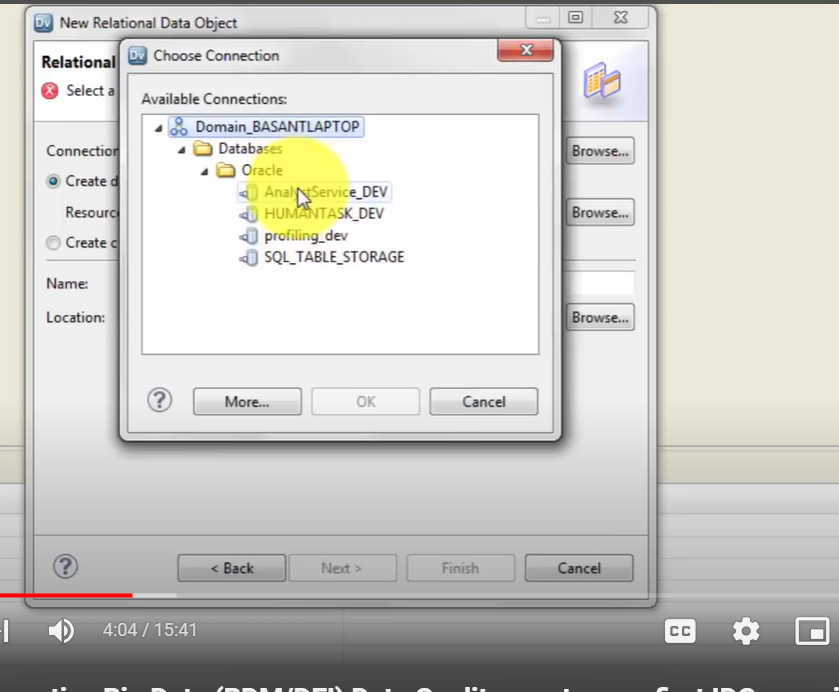 New Relational Data Object
Relational
Select a
Choose Connection
Available Connections:
Domain_BASANTLAPTOP
Databases
Oracle
AnalystService_DEV
HUMANTASK_DEV
profiling_dev
SQL_TABLE_STORAGE
Connection
Browse...
Create d
Resourc
Browse...
Create c
Name:
Location:
Browse...
More...
OK
Cancel
< Back
Next >
Finish
Cancel
4:04 / 15:41
CC